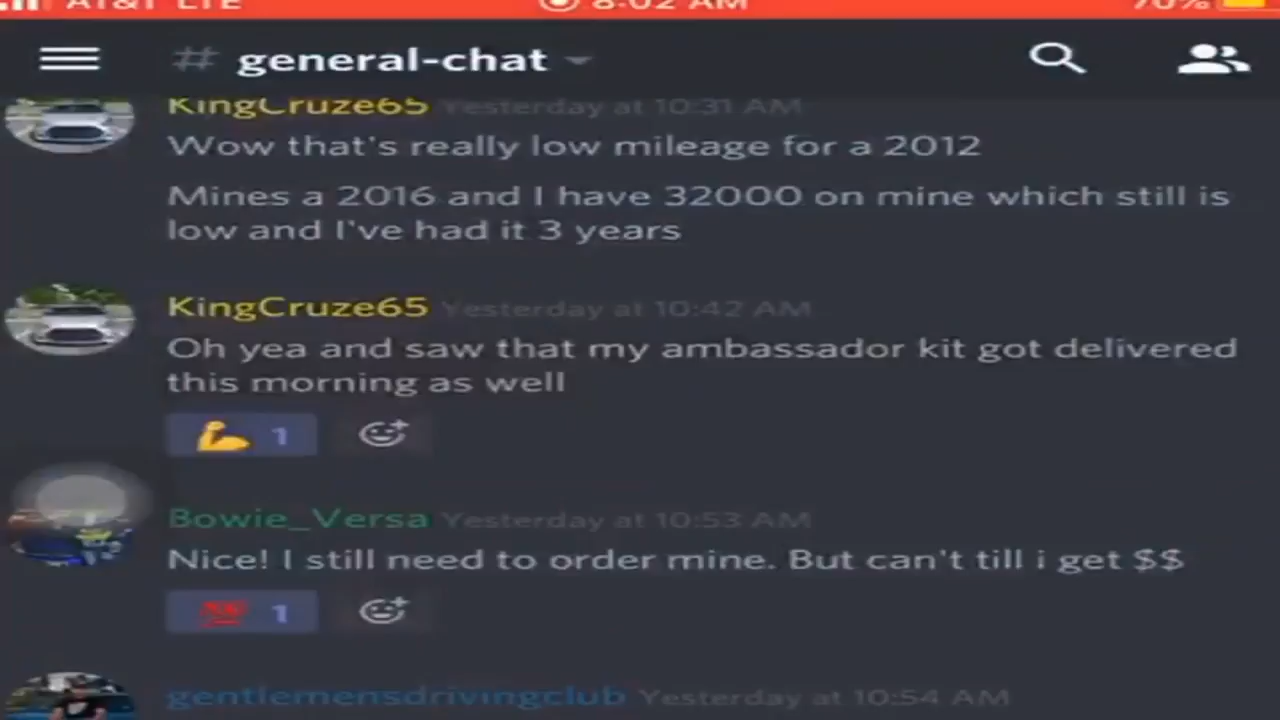 AT&T LTE 8:02 AM 70%
# general-chat
KingCruze65 Yesterday at 10:31 AM
Wow that's really low mileage for a 2012
Mines a 2016 and I have 32000 on mine which still is
low and I've had it 3 years
KingCruze65 Yesterday at 10:42 AM
Oh yea and saw that my ambassador kit got delivered
this morning as well
1
Bowie_Versa Yesterday at 10:53 AM
Nice! I still need to order mine. But can't till i get $$
💯 1
gentlemensdrivingclub Yesterday at 10:54 AM